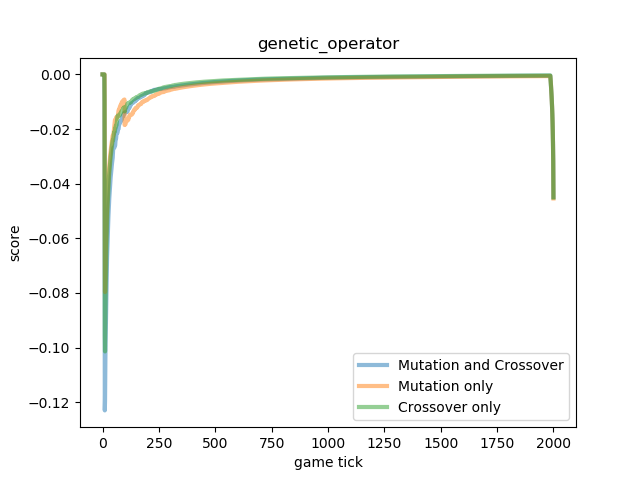 genetic_operator
0.00
−0.02
−0.04
−0.06
−0.08
−0.10
−0.12
score
Mutation and Crossover
Mutation only
Crossover only
0 250 500 750 1000 1250 1500 1750 2000
game tick